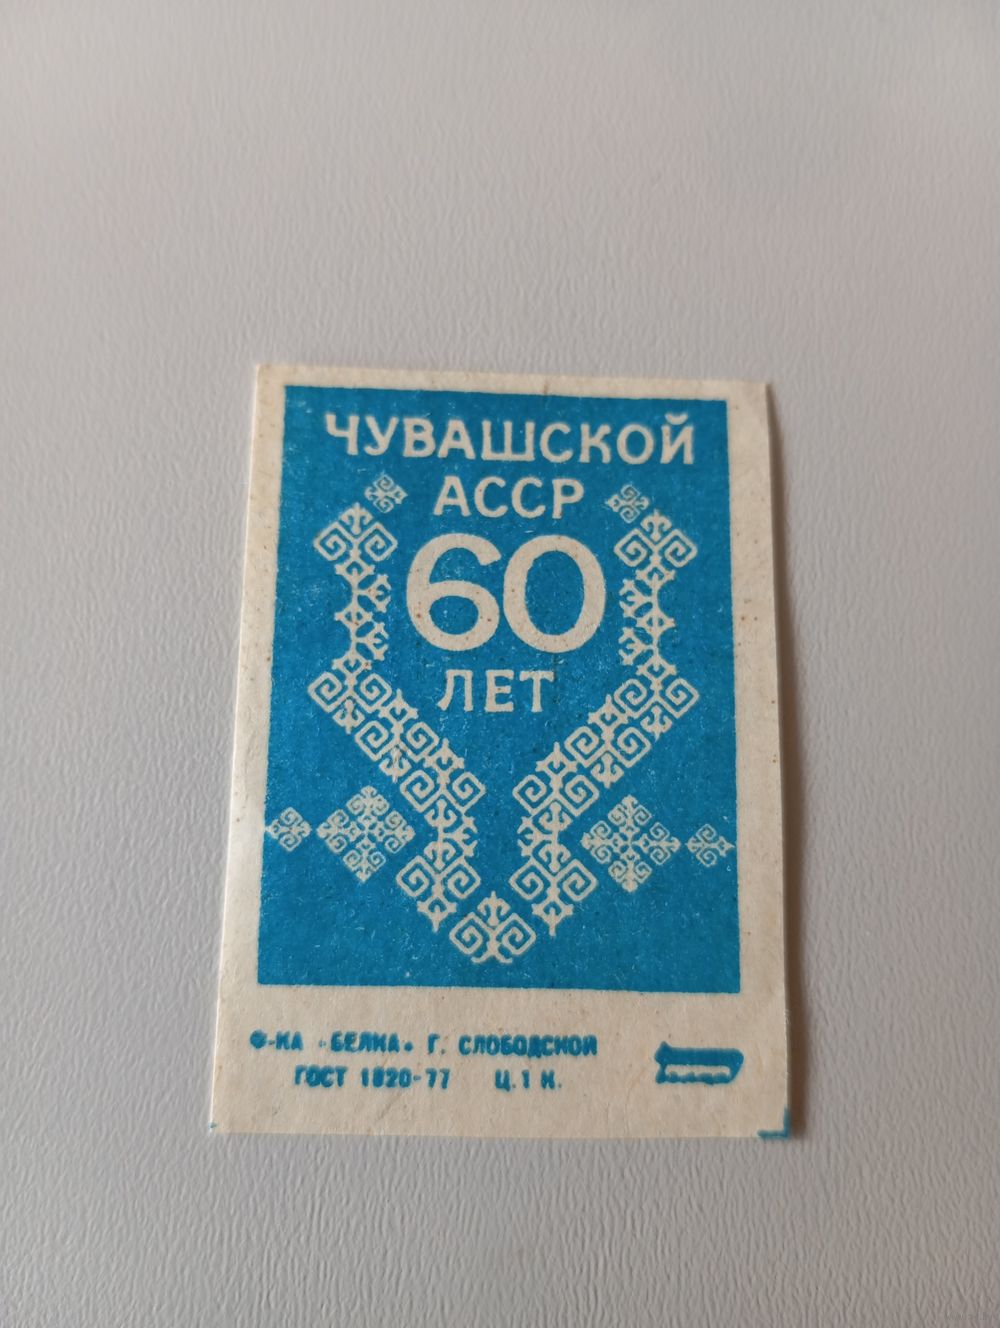 ЧУВАШСКОЙ
АССР
60
ЛЕТ
Ф-КА «БЕЛКА» Г. СЛОБОДСКОЙ
ГОСТ 1820-77 Ц. 1 К.